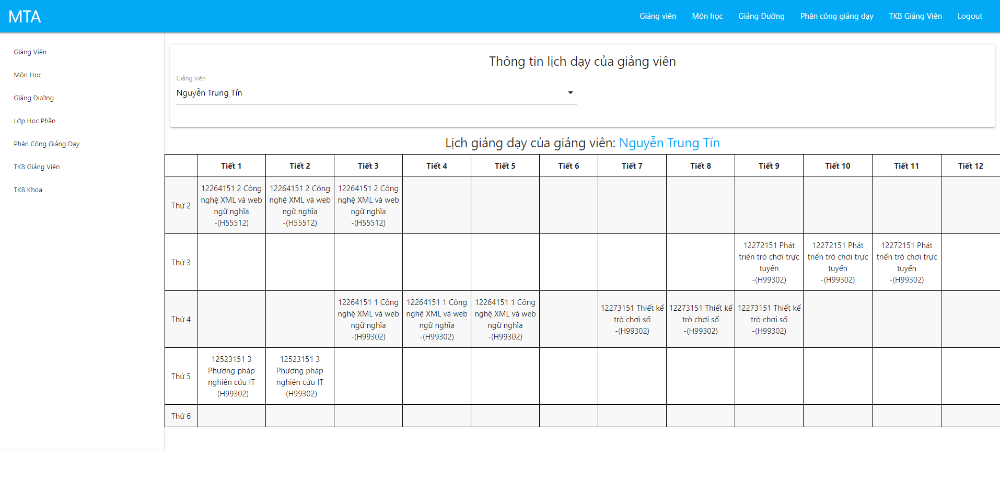 MTA
Giảng viên
Môn học
Giảng Đường
Phân công giảng dạy
TKB Giảng Viên
Logout
Giảng Viên
Môn Học
Giảng Đường
Lớp Học Phần
Phân Công Giảng Dạy
TKB Giảng Viên
TKB Khoa
Thông tin lịch dạy của giảng viên
Giảng viên
Nguyễn Trung Tín
Lịch giảng dạy của giảng viên: Nguyễn Trung Tín
Tiết 1
Tiết 2
Tiết 3
Tiết 4
Tiết 5
Tiết 6
Tiết 7
Tiết 8
Tiết 9
Tiết 10
Tiết 11
Tiết 12
Thứ 2
12264151 2 Công
nghệ XML và web
ngữ nghĩa
-(H55512)
12264151 2 Công
nghệ XML và web
ngữ nghĩa
-(H55512)
12264151 2 Công
nghệ XML và web
ngữ nghĩa
-(H55512)
Thứ 3
12272151 Phát
triển trò chơi trực
tuyến
-(H99302)
12272151 Phát
triển trò chơi trực
tuyến
-(H99302)
12272151 Phát
triển trò chơi trực
tuyến
-(H99302)
Thứ 4
12264151 1 Công
nghệ XML và web
ngữ nghĩa
-(H99302)
12264151 1 Công
nghệ XML và web
ngữ nghĩa
-(H99302)
12264151 1 Công
nghệ XML và web
ngữ nghĩa
-(H99302)
12273151 Thiết kế
trò chơi số
-(H99302)
12273151 Thiết kế
trò chơi số
-(H99302)
12273151 Thiết kế
trò chơi số
-(H99302)
Thứ 5
12523151 3
Phương pháp
nghiên cứu IT
-(H99302)
12523151 3
Phương pháp
nghiên cứu IT
-(H99302)
Thứ 6